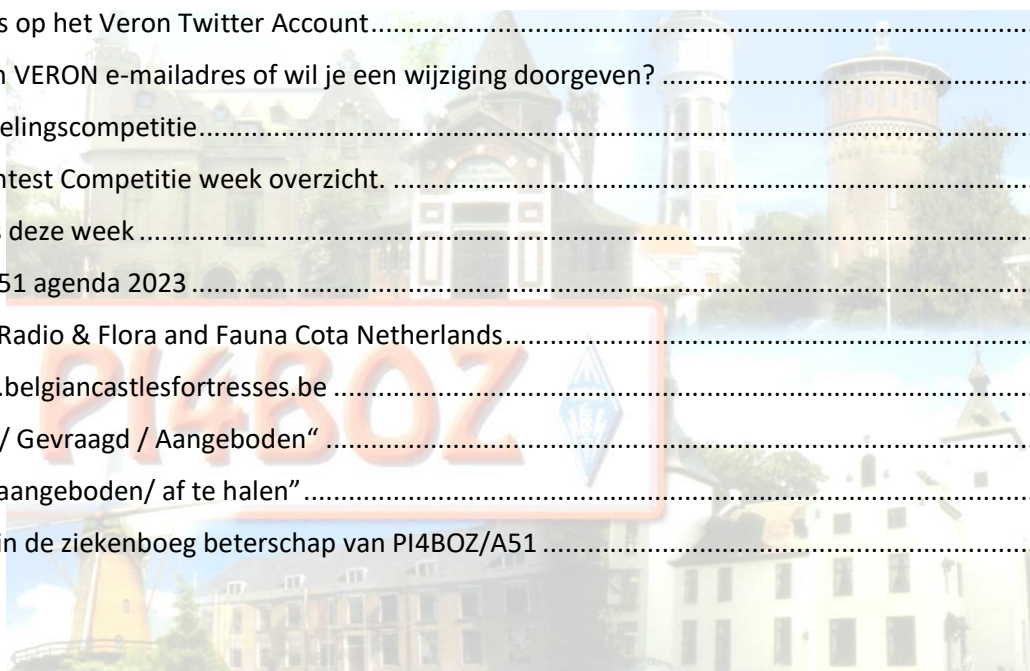 s op het Veron Twitter Account....................................................................................................
n VERON e-mailadres of wil je een wijziging doorgeven? ..................................................
elingscompetitie....................................................................................................
ntest Competitie week overzicht. ....................................................................................
s deze week ....................................................................................................
51 agenda 2023 ....................................................................................................
Radio & Flora and Fauna Cota Netherlands..............................................................................
.belgiancastlesfortresses.be ....................................................................................
/ Gevraagd / Aangeboden“ ....................................................................................
aangeboden/ af te halen”....................................................................................
in de ziekenboeg beterschap van PI4BOZ/A51 ..................................................................
PI4BOZ